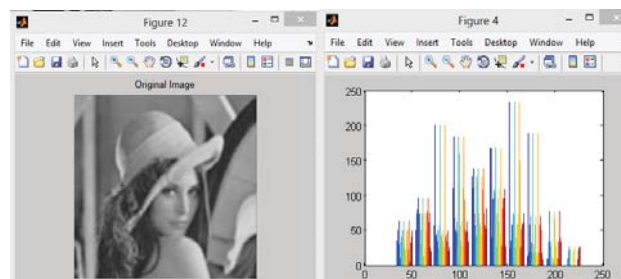 Figure 12
File Edit View Insert Tools Desktop Window Help
Original Image
Figure 4
File Edit View Insert Tools Desktop Window Help
250
200
150
100
50
0
0 50 100 150 200 250